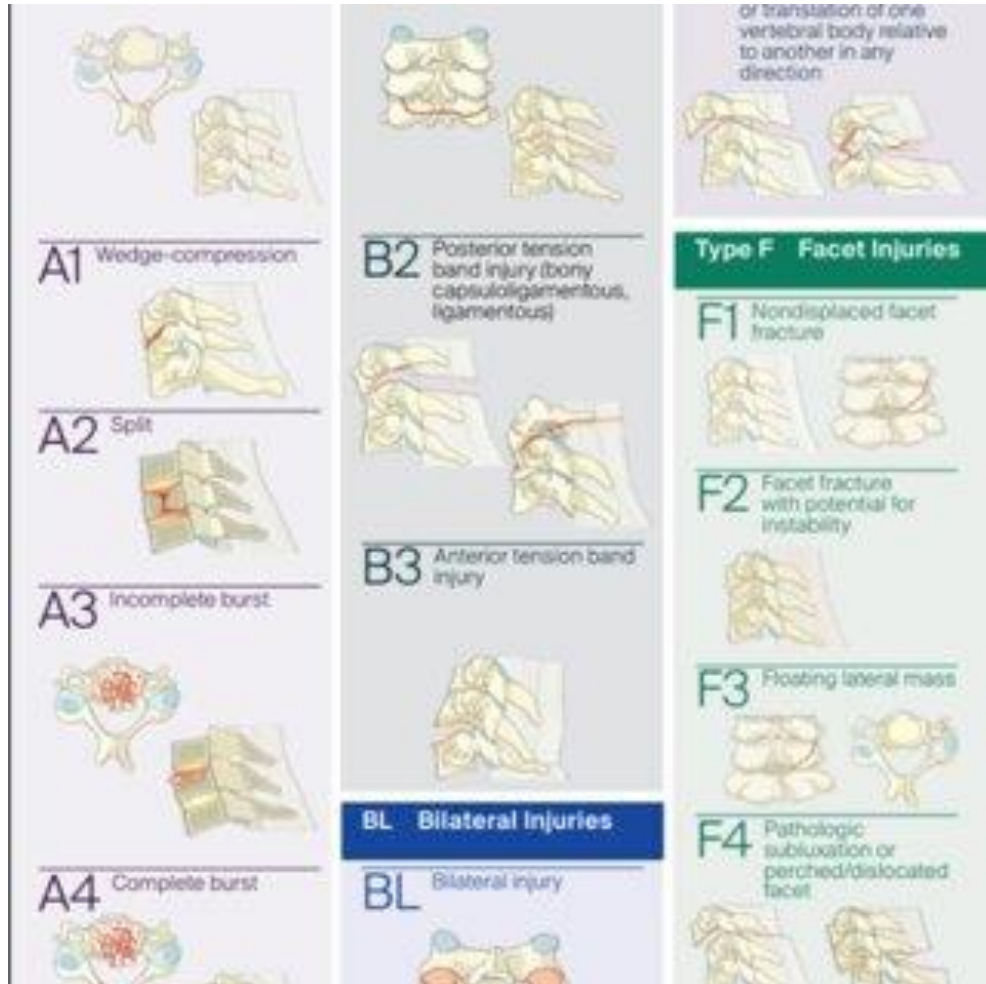 A1 Wedge-compression
A2 Split
A3 Incomplete burst
A4 Complete burst
B2 Posterior tension
band injury (bony
capsuloligamentous,
ligamentous)
B3 Anterior tension band
injury
BL Bilateral Injuries
BL Bilateral injury
or translation of one
vertebral body relative
to another in any
direction
Type F Facet Injuries
F1 Nondisplaced facet
fracture
F2 Facet fracture
with potential for
instability
F3 Floating lateral mass
F4 Pathologic
subluxation or
perched/dislocated
facet